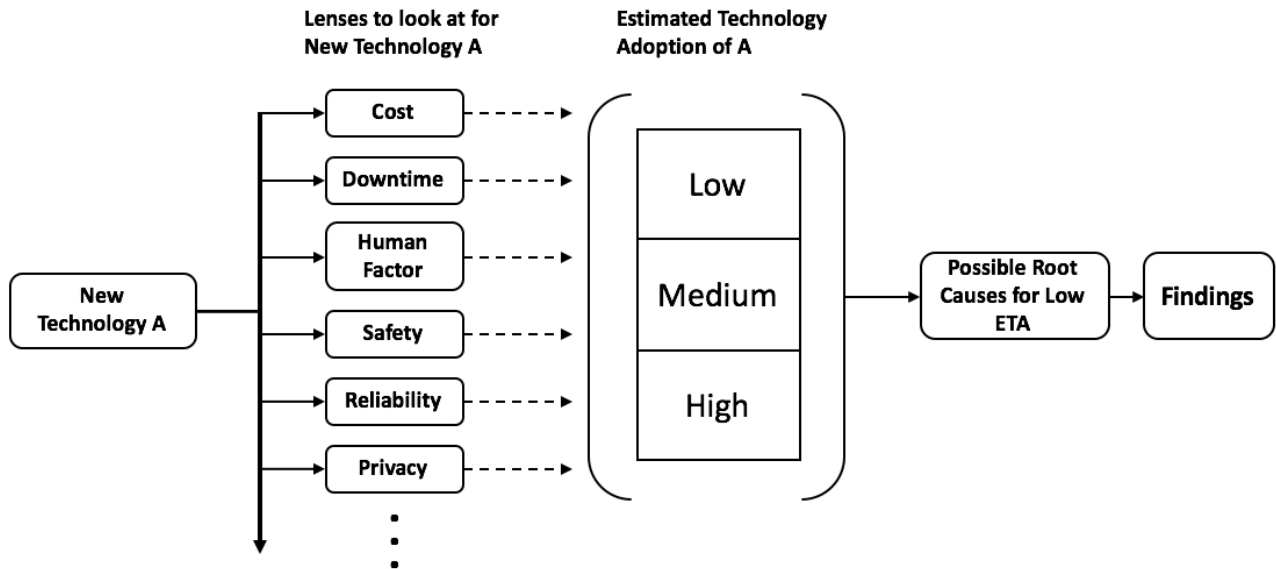 Lenses to look at for
New Technology A
Estimated Technology
Adoption of A
Cost
Downtime
Human
Factor
Safety
Reliability
Privacy
New
Technology A
Low
Medium
High
Possible Root
Causes for Low
ETA
Findings